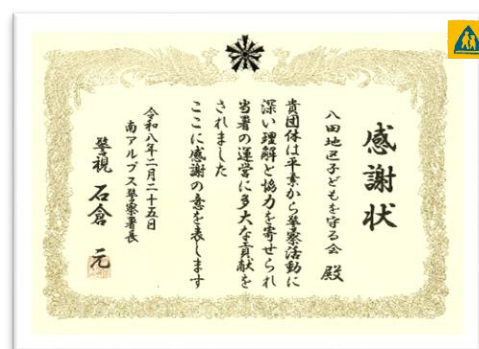 感謝状
八田地区子どもを守る会 殿
貴団体は平素から警察活動に
深い理解と協力を寄せられ
当署の運営に多大な貢献を
されました
ここに感謝の意を表します
令和八年二月二十五日
南アルプス警察署長
警視 石倉 元